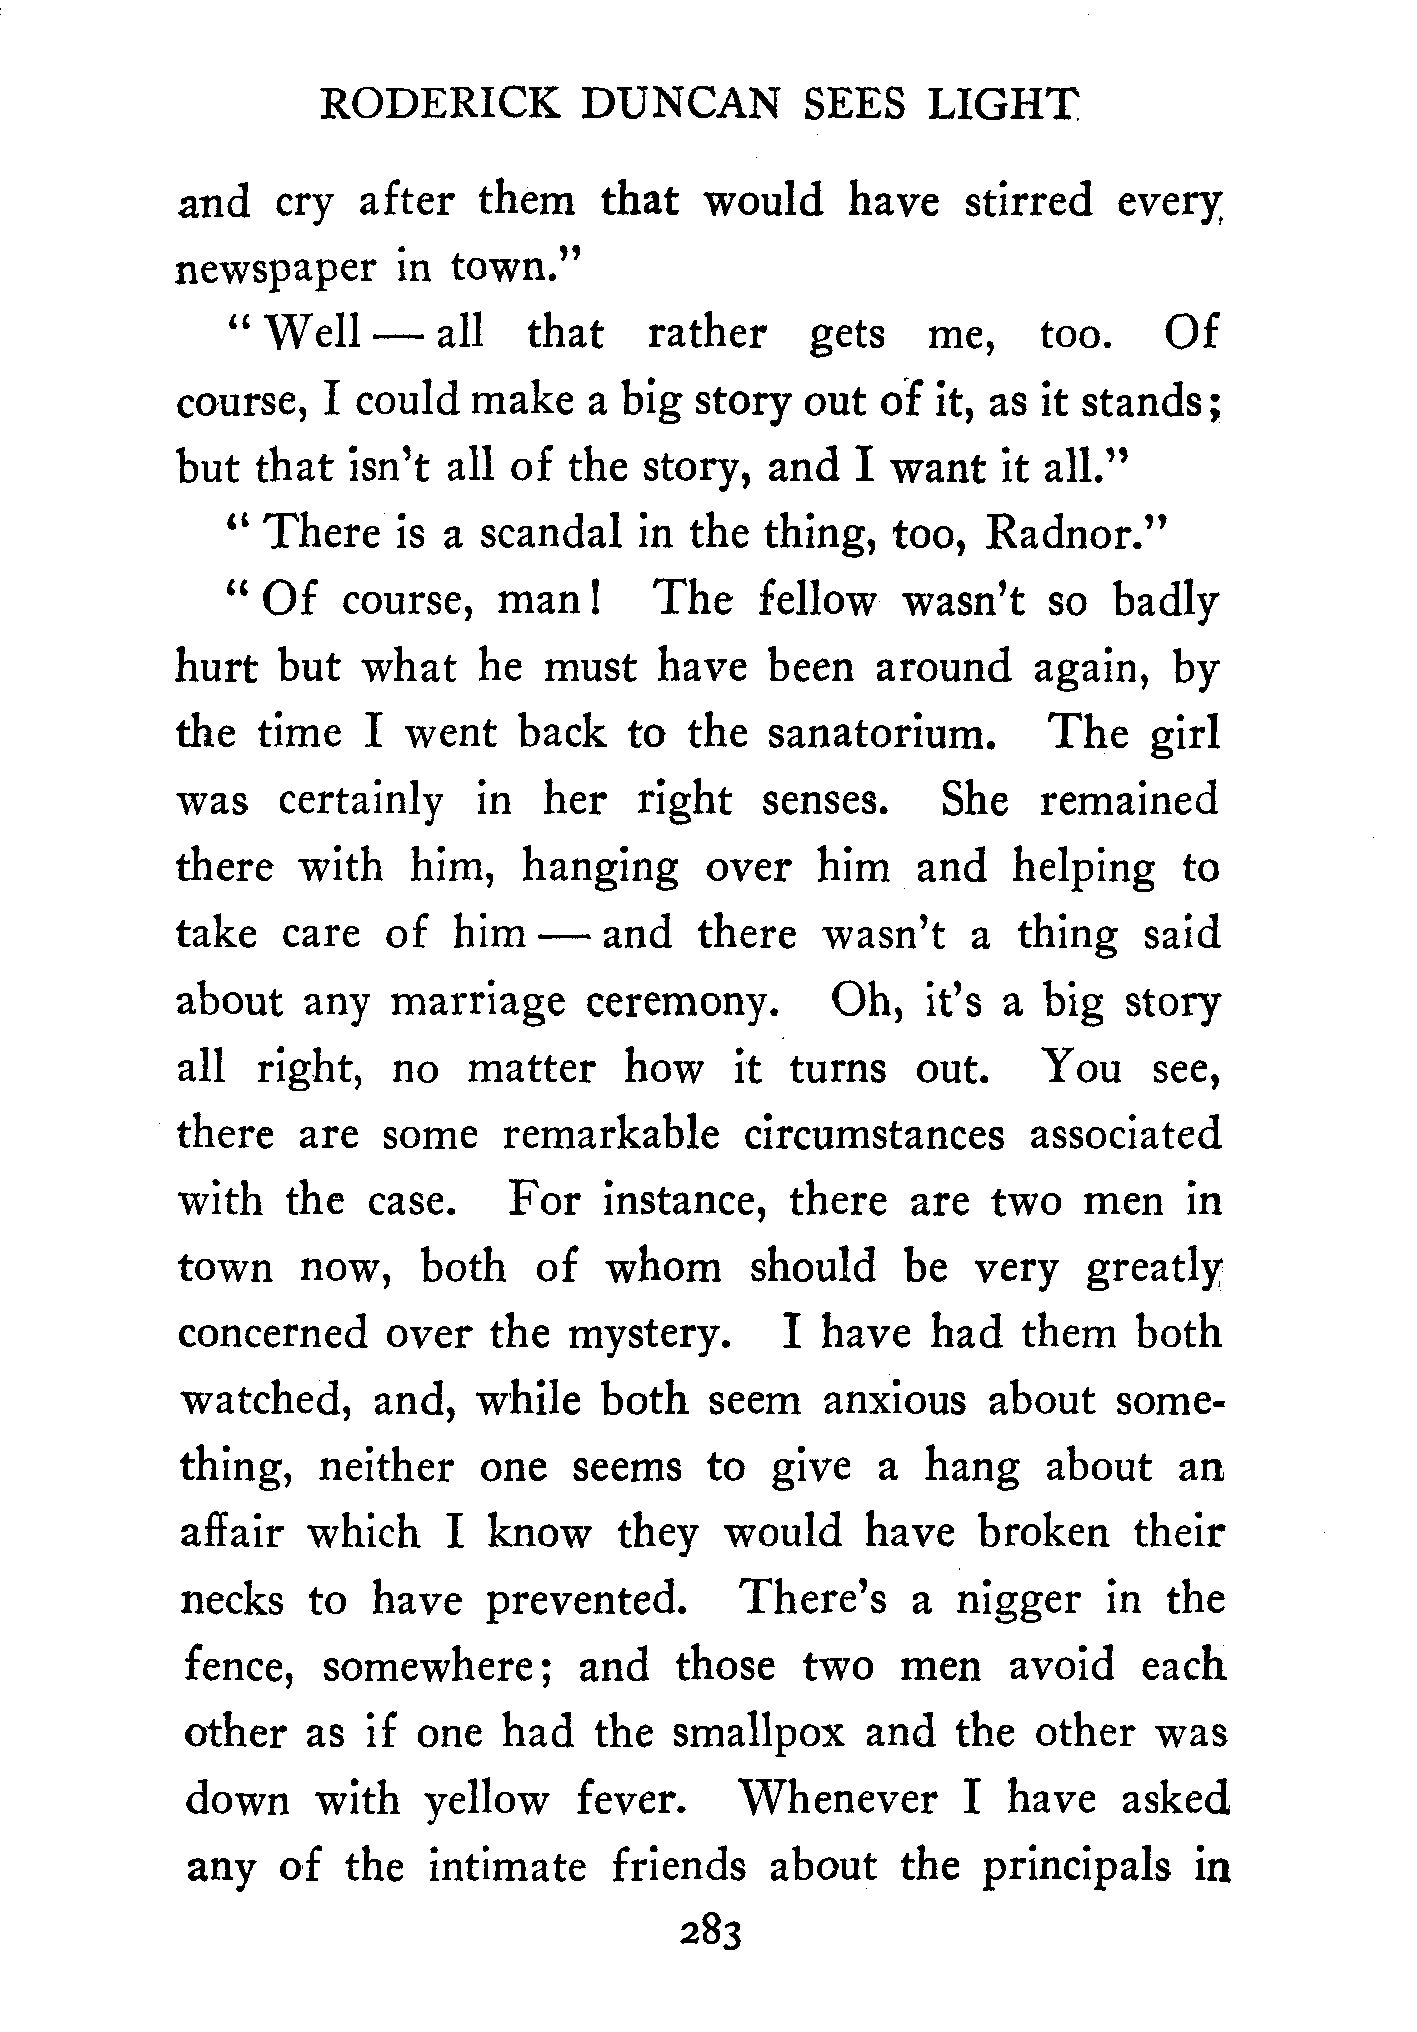 RODERICK DUNCAN SEES LIGHT
and cry after them that would have stirred every
newspaper in town."
"Well — all that rather gets me, too. Of
course, I could make a big story out of it, as it stands;
but that isn't all of the story, and I want it all."
"There is a scandal in the thing, too, Radnor."
"Of course, man! The fellow wasn't so badly
hurt but what he must have been around again, by
the time I went back to the sanatorium. The girl
was certainly in her right senses. She remained
there with him, hanging over him and helping to
take care of him — and there wasn't a thing said
about any marriage ceremony. Oh, it's a big story
all right, no matter how it turns out. You see,
there are some remarkable circumstances associated
with the case. For instance, there are two men in
town now, both of whom should be very greatly
concerned over the mystery. I have had them both
watched, and, while both seem anxious about some-
thing, neither one seems to give a hang about an
affair which I know they would have broken their
necks to have prevented. There's a nigger in the
fence, somewhere; and those two men avoid each
other as if one had the smallpox and the other was
down with yellow fever. Whenever I have asked
any of the intimate friends about the principals in
283